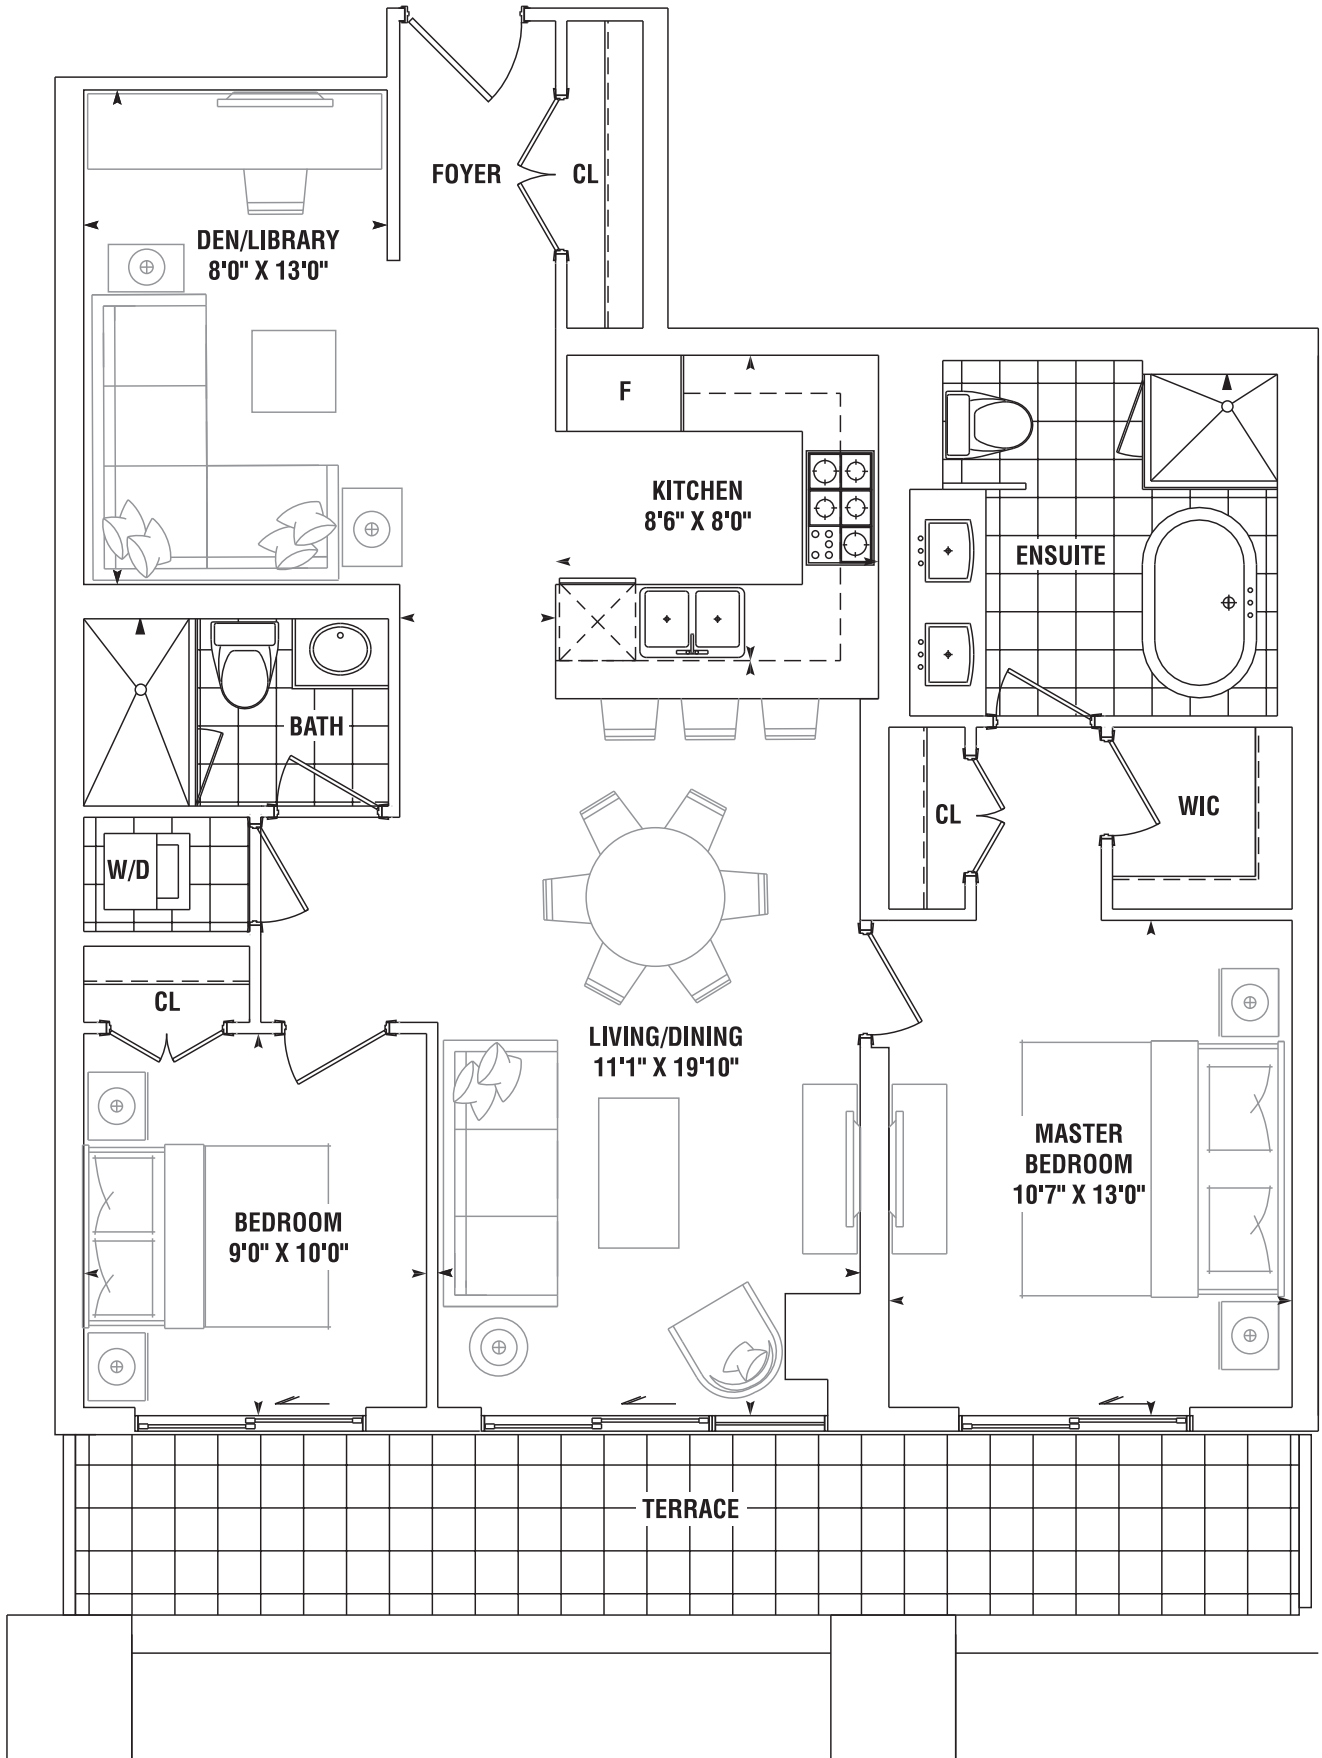 FOYER
CL
DEN/LIBRARY
8'0" X 13'0"
F
KITCHEN
8'6" X 8'0"
ENSUITE
BATH
CL
WIC
W/D
CL
LIVING/DINING
11'1" X 19'10"
MASTER
BEDROOM
10'7" X 13'0"
BEDROOM
9'0" X 10'0"
TERRACE